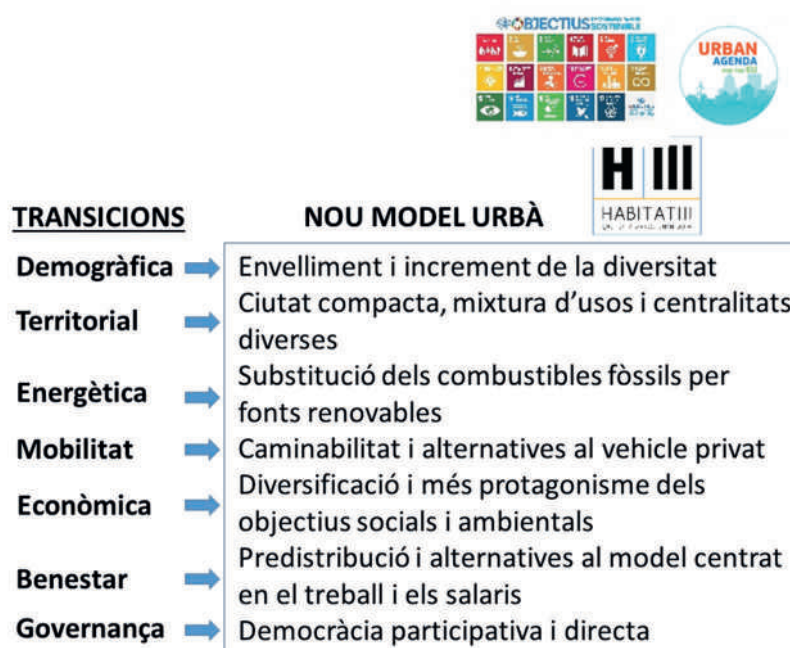 OBJECTIUS
SOSTENIBLE
URBAN
AGENDA
H III
HABITATIII
TRANSICIONS NOU MODEL URBÀ
Demogràfica Envelliment i increment de la diversitat
Territorial Ciutat compacta, mixtura d'usos i centralitats
diverses
Energètica Substitució dels combustibles fòssils per
fonts renovables
Mobilitat Caminabilitat i alternatives al vehicle privat
Econòmica Diversificació i més protagonisme dels
objectius socials i ambientals
Benestar Predistribució i alternatives al model centrat
en el treball i els salaris
Governança Democràcia participativa i directa